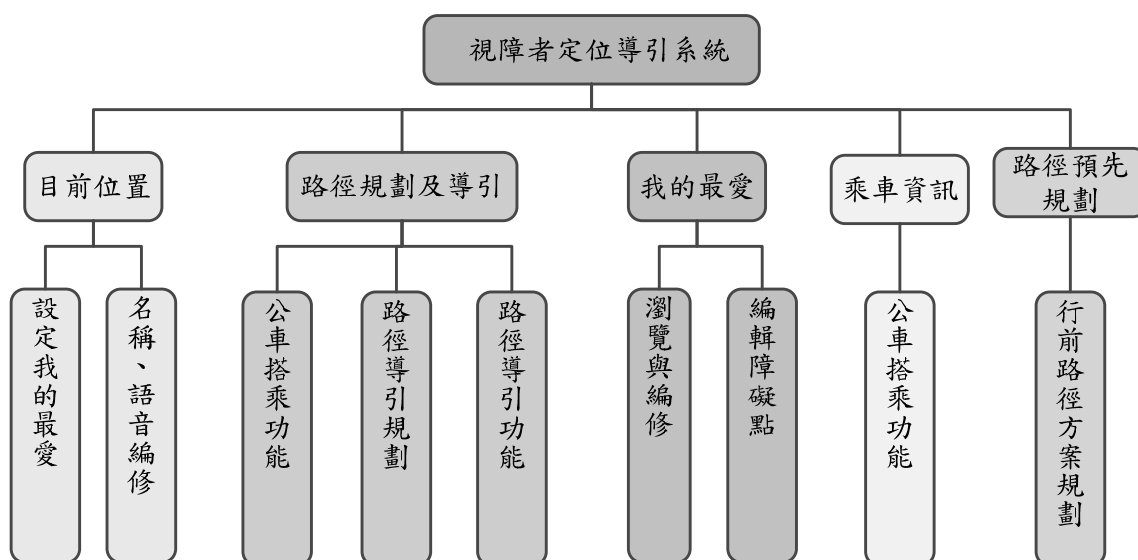 視障者定位導引系統
目前位置
路徑規劃及導引
我的最愛
乘車資訊
路徑預先
規劃
設定我的最愛
名稱、語音編修
公車搭乘功能
路徑導引規劃
路徑導引功能
瀏覽與編修
編輯障礙點
公車搭乘功能
行前路徑方案規劃